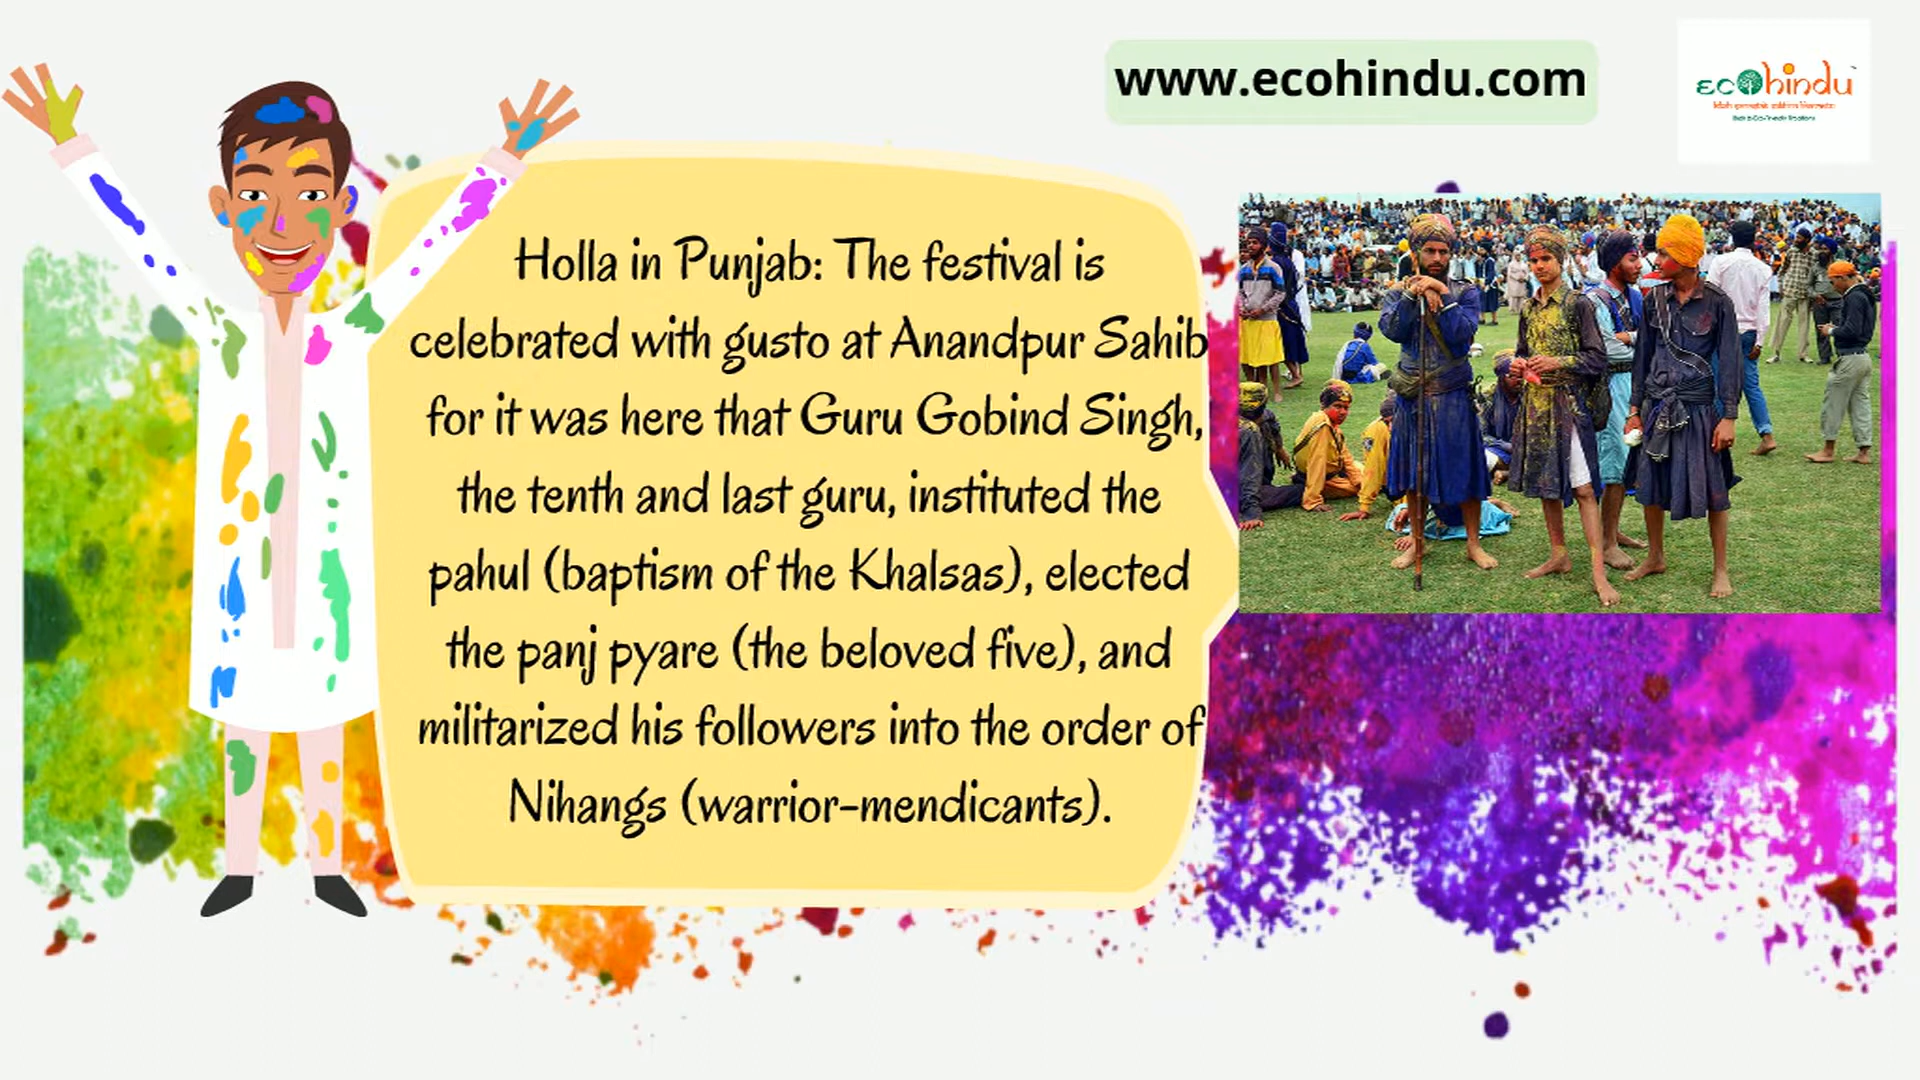 www.ecohindu.com
ecohindu
Holla in Punjab: The festival is
celebrated with gusto at Anandpur Sahib
for it was here that Guru Gobind Singh,
the tenth and last guru, instituted the
pahul (baptism of the Khalsas), elected
the panj pyare (the beloved five), and
militarized his followers into the order of
Nihangs (warrior-mendicants).